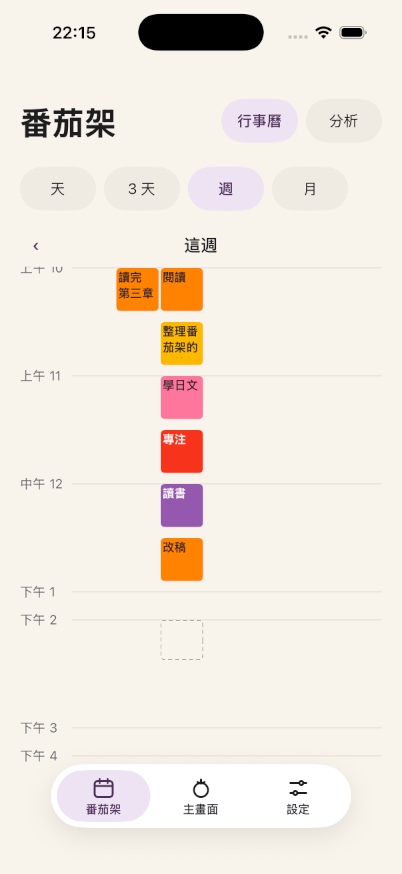 22:15
番茄架
行事曆
分析
天
3 天
週
月
‹
這週
上午 10
讀完
第三章
閱讀
整理番
茄架的
上午 11
學日文
專注
中午 12
讀書
改稿
下午 1
下午 2
下午 3
下午 4
番茄架
主畫面
設定